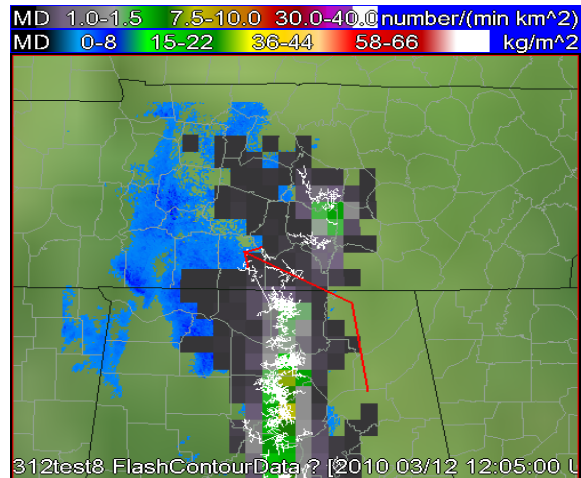 MD 1.0-1.5 7.5-10.0 30.0-40.0 number/(min km^2)
MD 0-8 15-22 36-44 58-66 kg/m^2
312test8 FlashContourData ? [2010 03/12 12:05:00 U